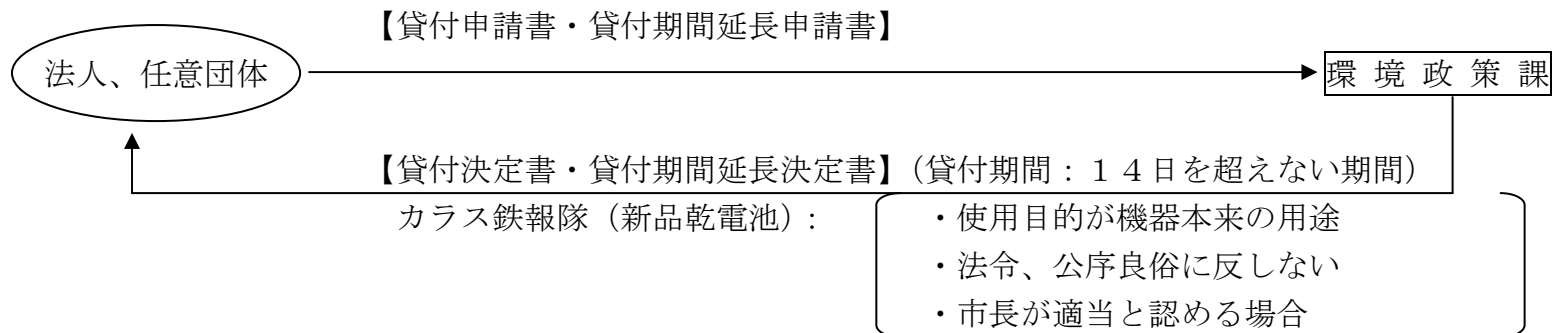 【貸付申請書・貸付期間延長申請書】
法人、任意団体
環境政策課
【貸付決定書・貸付期間延長決定書】（貸付期間：１４日を超えない期間）
カラス鉄報隊（新品乾電池）：
・使用目的が機器本来の用途
・法令、公序良俗に反しない
・市長が適当と認める場合